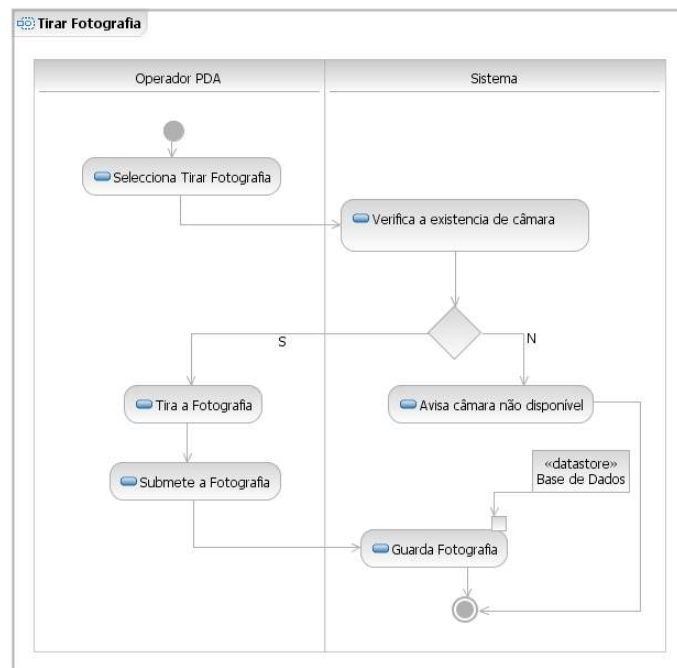 Tirar Fotografia
Operador PDA
Sistema
Selecciona Tirar Fotografia
Verifica a existencia de câmara
S
N
Tira a Fotografia
Avisa câmara não disponível
«datastore»
Base de Dados
Submete a Fotografia
Guarda Fotografia